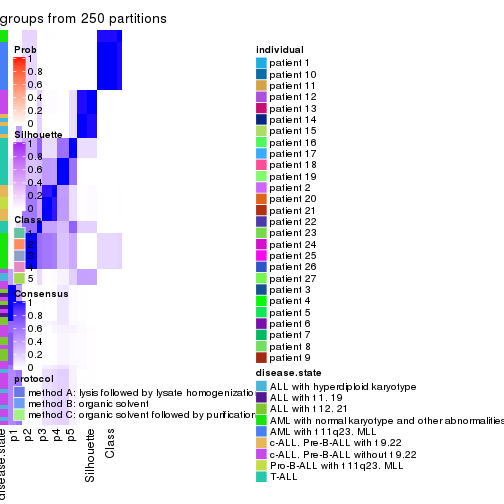 groups from 250 partitions
Prob
1
0.8
0.6
0.4
0.2
0
Silhouette
1
0.8
0.6
0.4
0.2
0
Class
1
2
3
5
Consensus
1
0.8
0.6
0.4
0.2
0
protocol
method A: lysis followed by lysate homogenizatio
method B: organic solvent
method C: organic solvent followed by purification
disease.state
p1
p2
p3
p4
p5
Silhouette
Class
individual
patient 1
patient 10
patient 11
patient 12
patient 13
patient 14
patient 15
patient 16
patient 17
patient 18
patient 19
patient 2
patient 20
patient 21
patient 22
patient 23
patient 24
patient 25
patient 26
patient 27
patient 3
patient 4
patient 5
patient 6
patient 7
patient 8
patient 9
disease.state
ALL with hyperdiploid karyotype
ALL with t 1. 19
ALL with t 12. 21
AML with normal karyotype and other abnormalities
AML with t 11q23. MLL
c-ALL. Pre-B-ALL with t 9.22
c-ALL. Pre-B-ALL without t 9.22
Pro-B-ALL with t 11q23. MLL
T-ALL